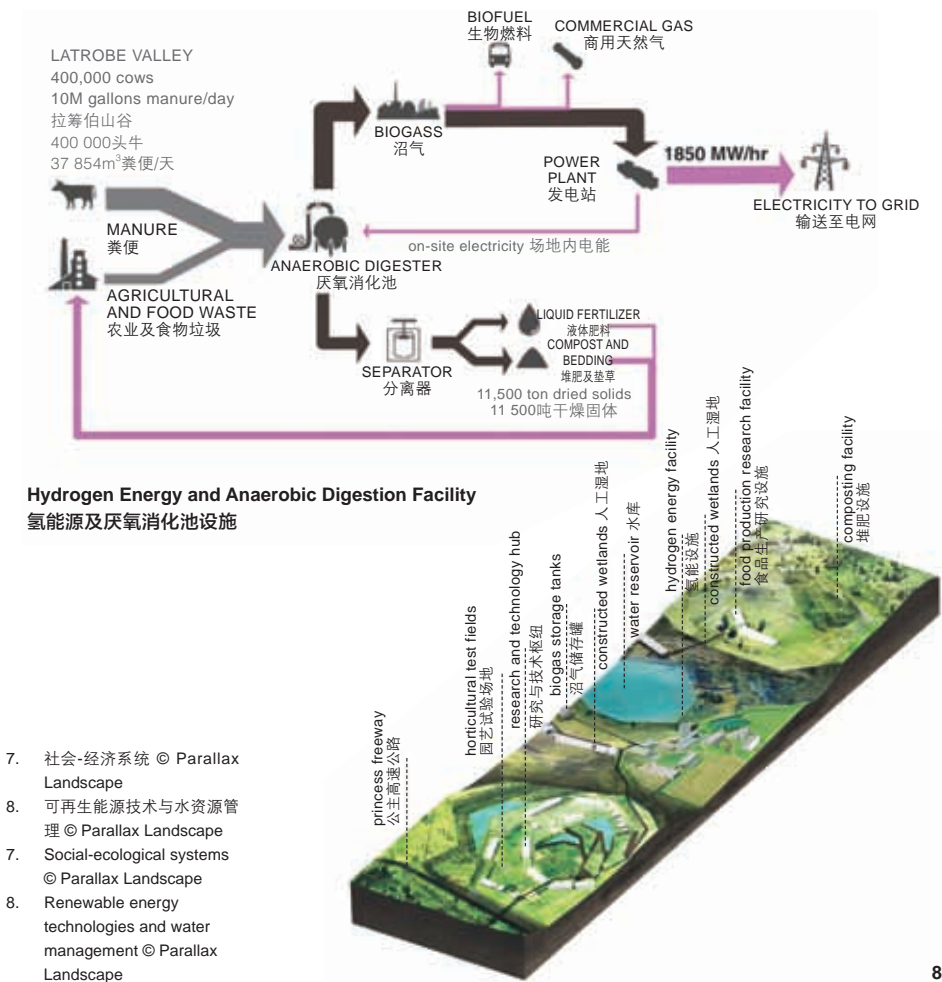 BIOFUEL
生物燃料
COMMERCIAL GAS
商用天然气
LATROBE VALLEY
400,000 cows
10M gallons manure/day
拉筹伯山谷
400 000头牛
37 854m³粪便/天
BIOGASS
沼气
POWER
PLANT
发电站
1850 MW/hr
ELECTRICITY TO GRID
输送至电网
MANURE
粪便
on-site electricity 场地内电能
ANAEROBIC DIGESTER
厌氧消化池
AGRICULTURAL
AND FOOD WASTE
农业及食物垃圾
LIQUID FERTILIZER
液体肥料
COMPOST AND
BEDDING
堆肥及垫草
SEPARATOR
分离器
11,500 ton dried solids
11 500吨干燥固体
Hydrogen Energy and Anaerobic Digestion Facility
氢能源及厌氧消化池设施
princess freeway
公主高速公路
horticultural test fields
园艺试验场地
research and technology hub
研究与技术枢纽
biogas storage tanks
沼气储存罐
constructed wetlands 人工湿地
water reservoir 水库
hydrogen energy facility
氢能设施
constructed wetlands 人工湿地
food production research facility
食品生产研究设施
composting facility
堆肥设施
7. 社会-经济系统 © Parallax
Landscape
8. 可再生能源技术与水资源管
理 © Parallax Landscape
7. Social-ecological systems
© Parallax Landscape
8. Renewable energy
technologies and water
management © Parallax
Landscape
8